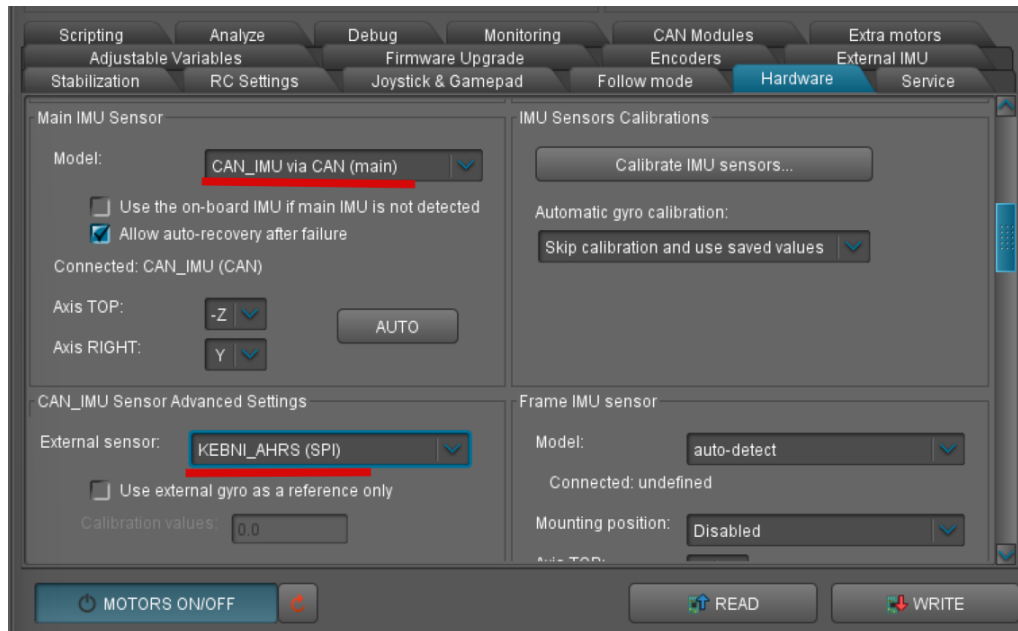 Scripting Analyze Debug Monitoring CAN Modules Extra motors
Adjustable Variables Firmware Upgrade Encoders External IMU
Stabilization RC Settings Joystick & Gamepad Follow mode Hardware Service
Main IMU Sensor
Model: CAN_IMU via CAN (main)
Use the on-board IMU if main IMU is not detected
Allow auto-recovery after failure
Connected: CAN_IMU (CAN)
Axis TOP: -Z
AUTO
Axis RIGHT: Y
IMU Sensors Calibrations
Calibrate IMU sensors...
Automatic gyro calibration:
Skip calibration and use saved values
CAN_IMU Sensor Advanced Settings
External sensor: KEBNI_AHRS (SPI)
Use external gyro as a reference only
Calibration values: 0.0
Frame IMU sensor
Model: auto-detect
Connected: undefined
Mounting position: Disabled
Axis TOP:
MOTORS ON/OFF
READ
WRITE